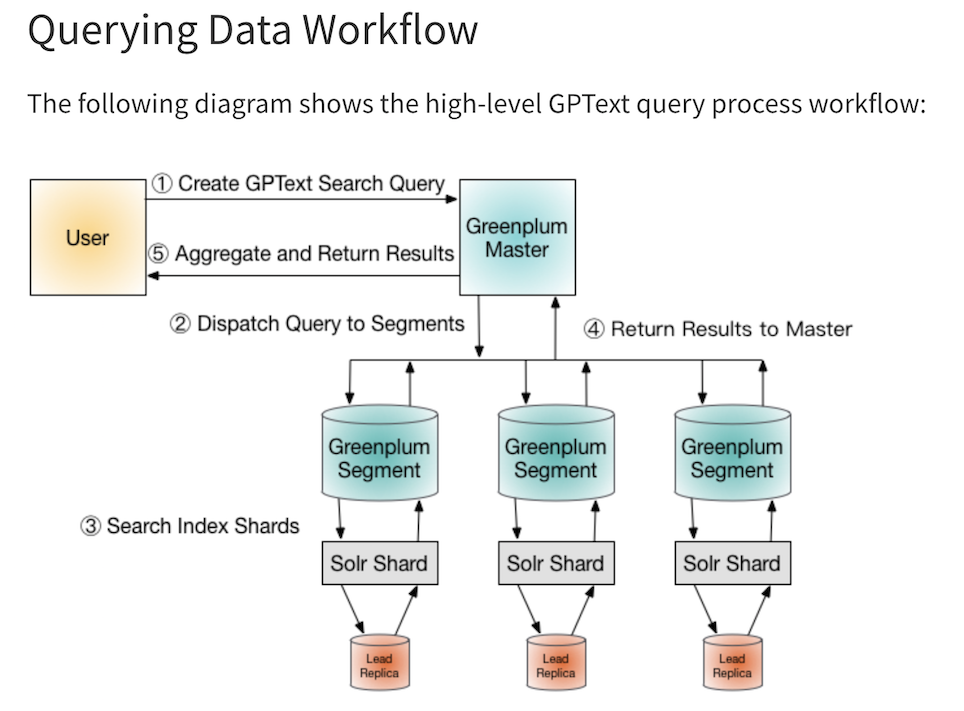 Querying Data Workflow
The following diagram shows the high-level GPText query process workflow:
① Create GPText Search Query
User
Greenplum
Master
⑤ Aggregate and Return Results
② Dispatch Query to Segments
④ Return Results to Master
Greenplum
Segment
Greenplum
Segment
Greenplum
Segment
③ Search Index Shards
Solr Shard
Solr Shard
Solr Shard
Lead
Replica
Lead
Replica
Lead
Replica